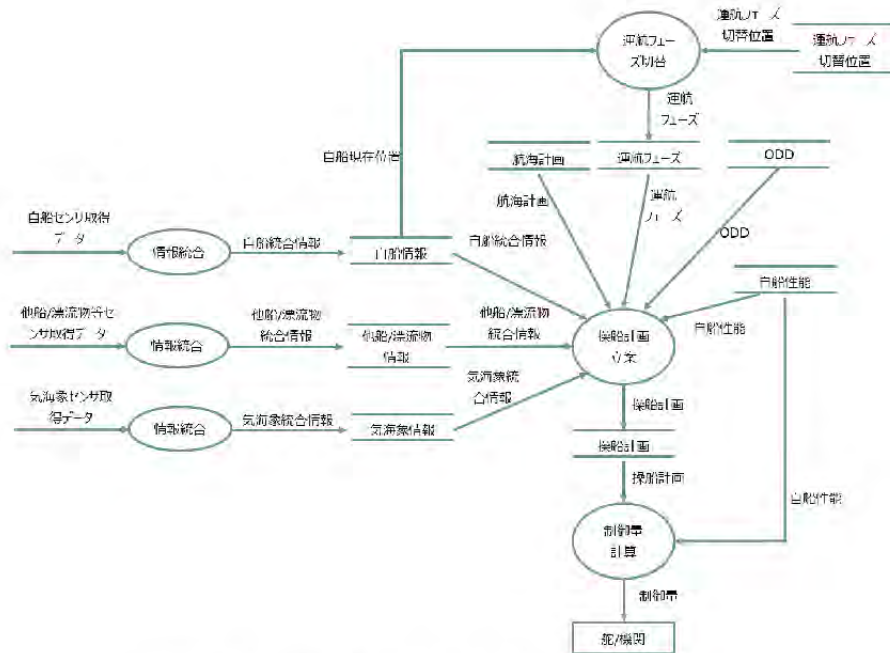 運航フェーズ
切替位置
運航フェーズ
切替位置
運航フェー
ズ切替
運航
フェーズ
自船現在位置
航海計画
運航フェーズ
ODD
航海計画
運航
フェーズ
ODD
自船センサ取得
データ
情報統合
自船統合情報
自船情報
自船統合情報
自船性能
自船性能
他船/漂流物等セ
ンサ取得データ
情報統合
他船/漂流物
統合情報
他船/漂流物
情報
他船/漂流物
統合情報
操船計画
立案
気海象センサ取
得データ
情報統合
気海象統合情報
気海象情報
気海象統
合情報
操船計画
操船計画
操船計画
自船性能
制御量
計算
制御量
舵/機関